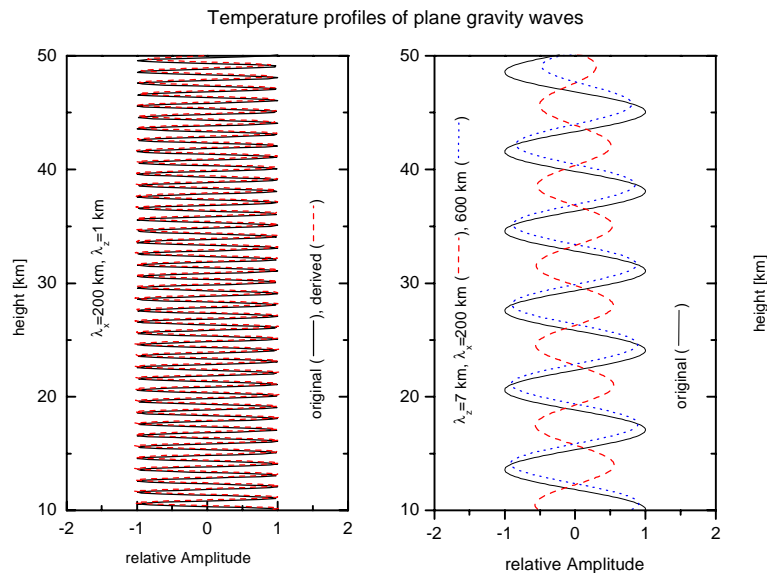 Temperature profiles of plane gravity waves
50
40
30
20
10
height [km]
λx=200 km, λz=1 km
original (——), derived (– – –)
-2 -1 0 1 2
relative Amplitude
50
40
30
20
10
height [km]
λz=7 km, λx=200 km (– – –), 600 km (·····)
original (——)
-2 -1 0 1 2
relative Amplitude